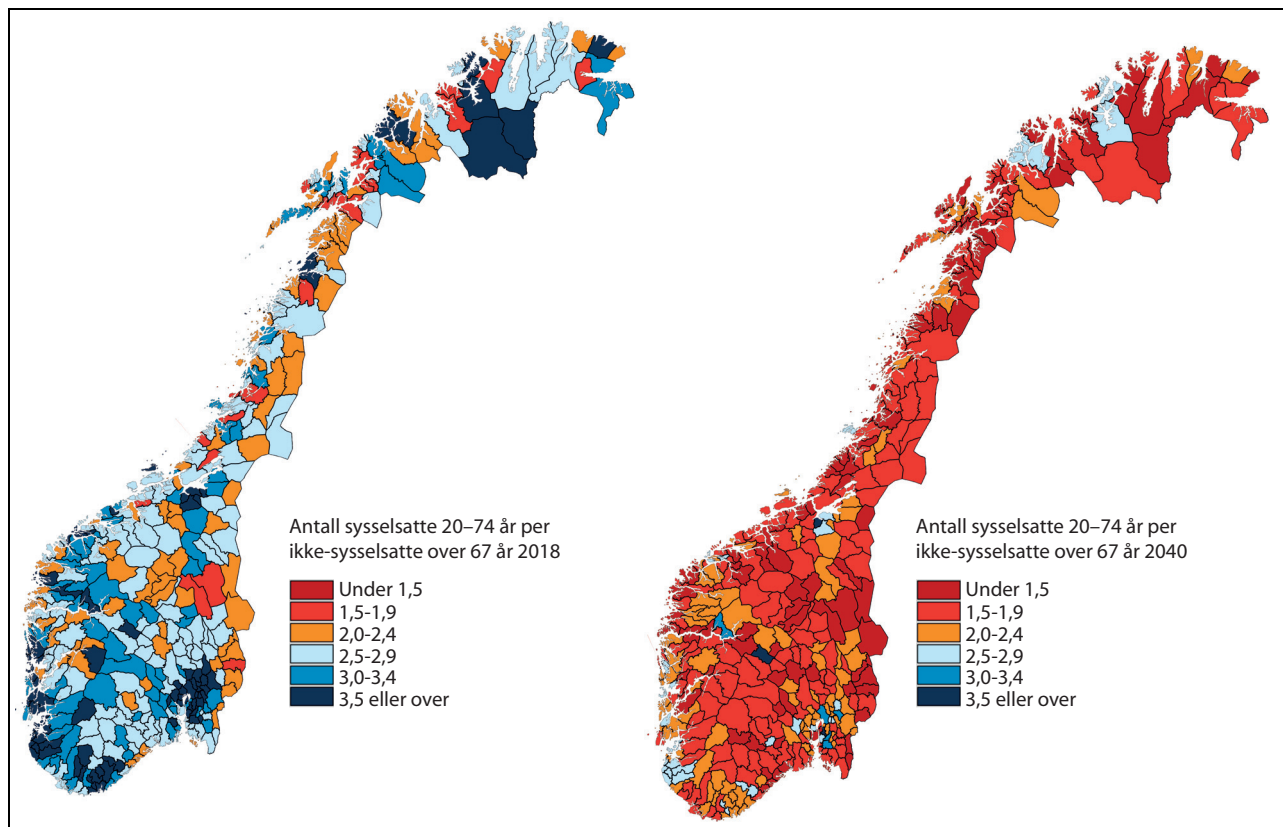 Antall sysselsatte 20–74 år per
ikke-sysselsatte over 67 år 2018
Under 1,5
1,5-1,9
2,0-2,4
2,5-2,9
3,0-3,4
3,5 eller over
Antall sysselsatte 20–74 år per
ikke-sysselsatte over 67 år 2040
Under 1,5
1,5-1,9
2,0-2,4
2,5-2,9
3,0-3,4
3,5 eller over